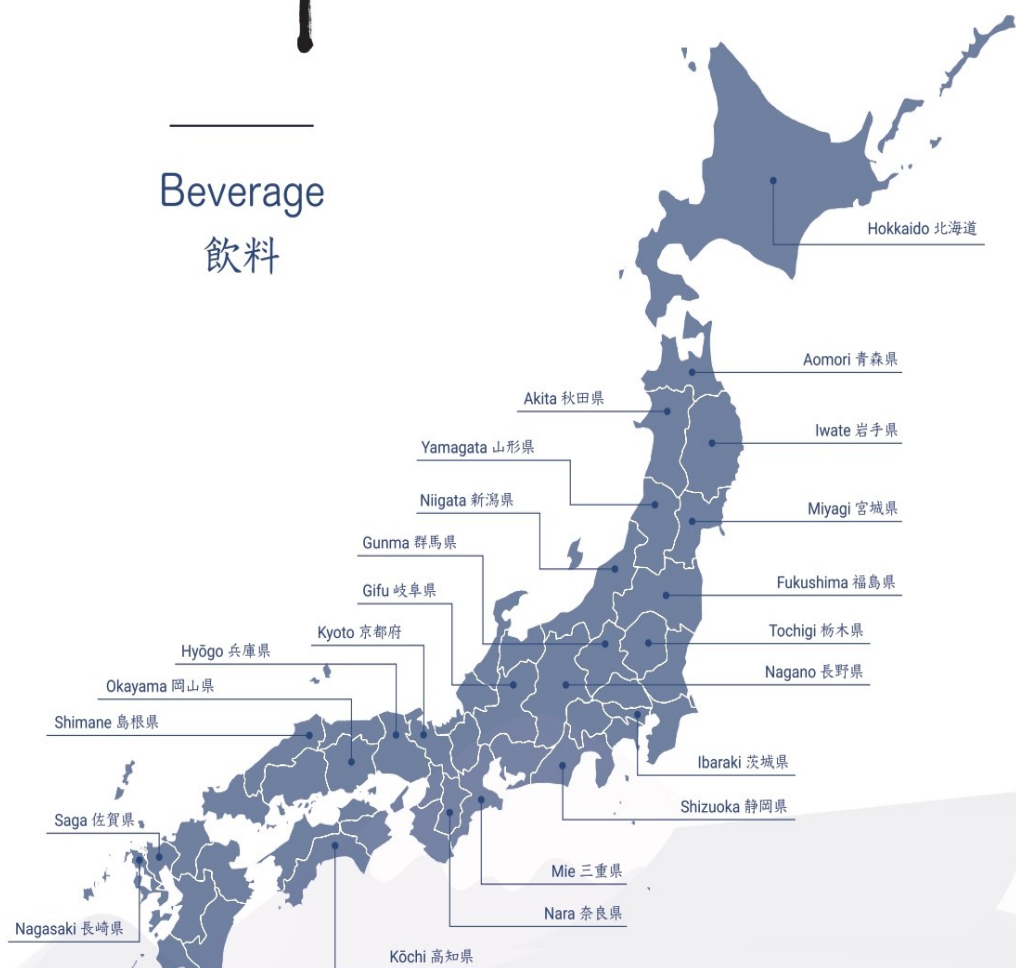 Beverage
飲料
Hokkaido 北海道
Aomori 青森県
Akita 秋田県
Iwate 岩手県
Yamagata 山形県
Niigata 新潟県
Miyagi 宮城県
Gunma 群馬県
Fukushima 福島県
Gifu 岐阜県
Kyoto 京都府
Tochigi 栃木県
Hyōgo 兵庫県
Nagano 長野県
Okayama 岡山県
Shimane 島根県
Ibaraki 茨城県
Shizuoka 静岡県
Saga 佐賀県
Mie 三重県
Nara 奈良県
Nagasaki 長崎県
Kōchi 高知県